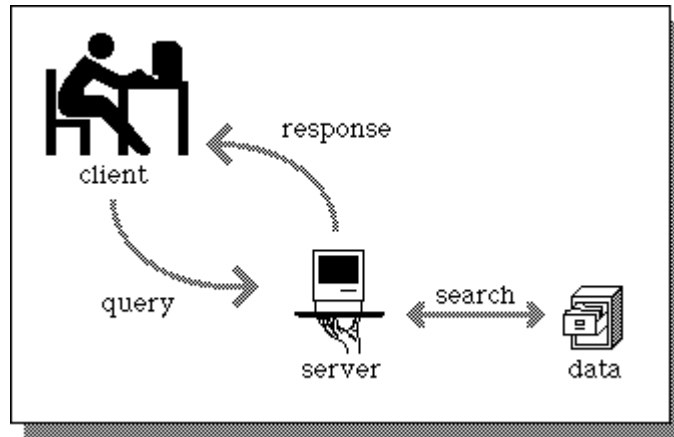 response
client
query
search
server
data